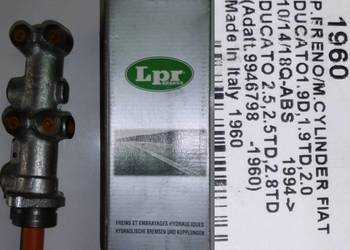 Lpr
FREINS ET EMBRAYAGES HYDRAULIQUES
HYDRAULISCHE BREMSEN UND KUPPLUNGEN
1960
P.FRENO/M.CYLINDER FIAT
DUCATO1.9D,1.9TD,2.0
10/14/18Q-ABS 1994->
DUCATO 2.5,2.5TD,2.8TD
(Adatt.9946798 -1960)
Made in Italy 1960